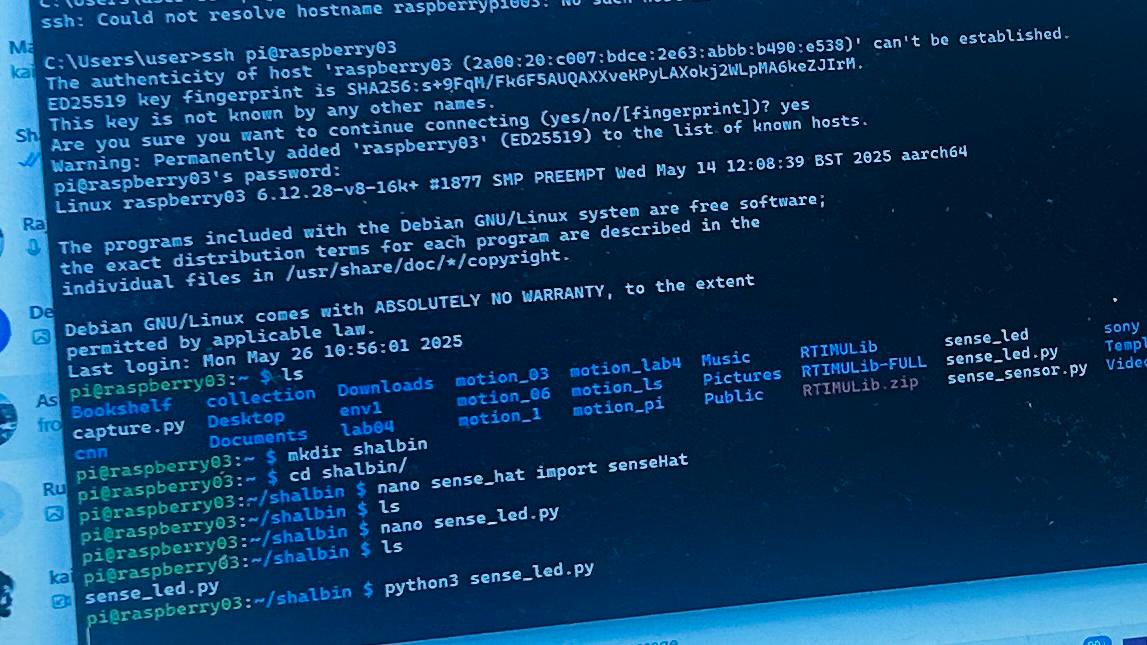 ssh: Could not resolve hostname raspberrypi003: No such
C:\Users\user>ssh pi@raspberry03
The authenticity of host 'raspberry03 (2a00:20:c007:bdce:2e63:abbb:b490:e538)' can't be established.
ED25519 key fingerprint is SHA256:s+9FqM/Fk6F5AUQAXXveKPyLAXokj2WLpMA6keZJIrM.
This key is not known by any other names.
Are you sure you want to continue connecting (yes/no/[fingerprint])? yes
Warning: Permanently added 'raspberry03' (ED25519) to the list of known hosts.
pi@raspberry03's password:
Linux raspberry03 6.12.28-v8-16k+ #1877 SMP PREEMPT Wed May 14 12:08:39 BST 2025 aarch64
The programs included with the Debian GNU/Linux system are free software;
the exact distribution terms for each program are described in the
individual files in /usr/share/doc/*/copyright.
Debian GNU/Linux comes with ABSOLUTELY NO WARRANTY, to the extent
permitted by applicable law.
Last login: Mon May 26 10:56:01 2025
pi@raspberry03:~ $ ls
Bookshelf collection Downloads motion_03 motion_lab4 Music RTIMULib sense_led sony
capture.py Desktop env1 motion_06 motion_ls Pictures RTIMULib-FULL sense_led.py Templ
cnn Documents lab04 motion_1 motion_pi Public RTIMULib.zip sense_sensor.py Video
pi@raspberry03:~ $ mkdir shalbin
pi@raspberry03:~ $ cd shalbin/
pi@raspberry03:~/shalbin $ nano sense_hat import senseHat
pi@raspberry03:~/shalbin $ ls
pi@raspberry03:~/shalbin $ nano sense_led.py
pi@raspberry03:~/shalbin $ ls
sense_led.py
pi@raspberry03:~/shalbin $ python3 sense_led.py
Ma
kai
Sh
Ra
De
As
fro
Ru
kai